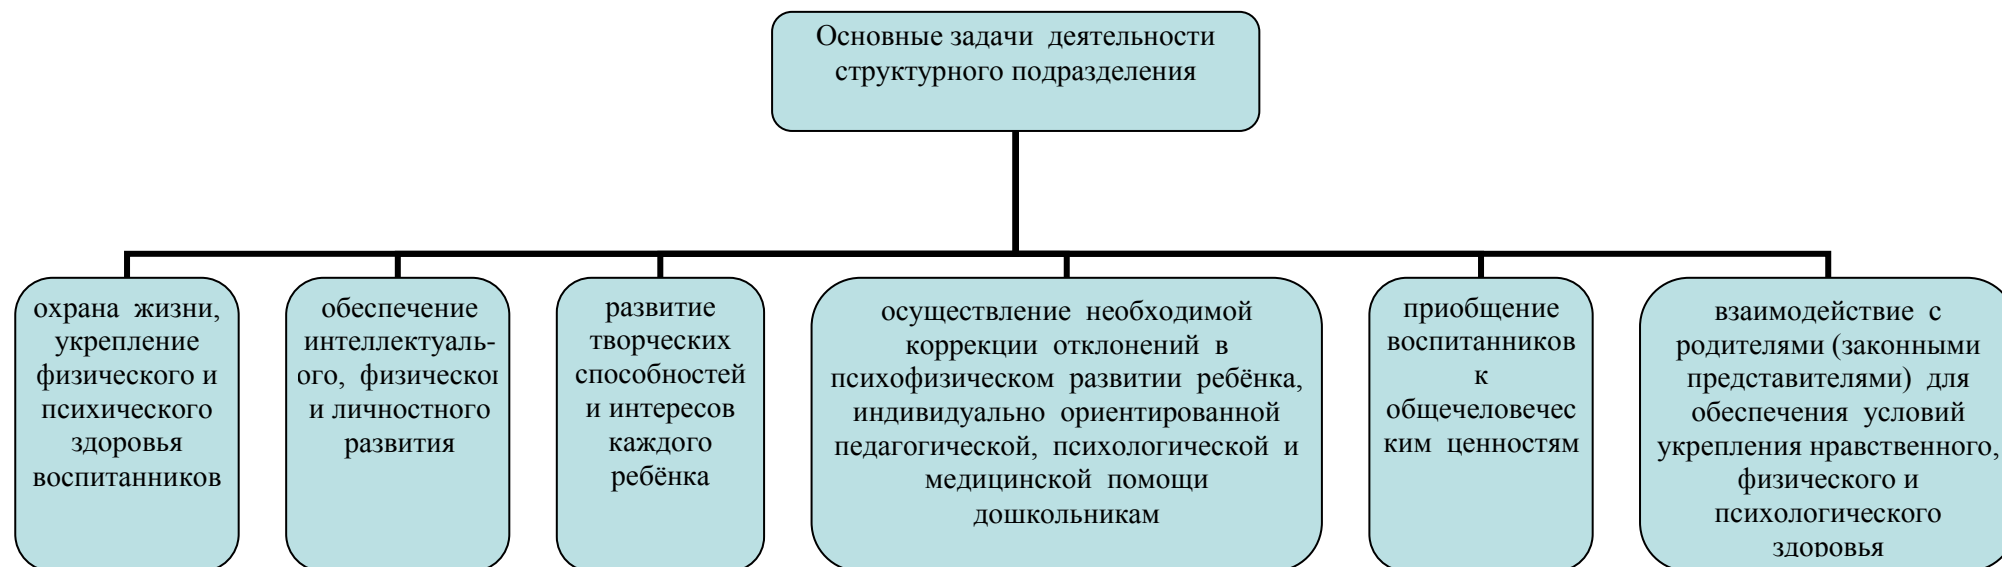 Основные задачи деятельности
структурного подразделения
охрана жизни,
укрепление
физического и
психического
здоровья
воспитанников
обеспечение
интеллектуаль-
ого, физическог
и личностного
развития
развитие
творческих
способностей
и интересов
каждого
ребёнка
осуществление необходимой
коррекции отклонений в
психофизическом развитии ребёнка,
индивидуально ориентированной
педагогической, психологической и
медицинской помощи
дошкольникам
приобщение
воспитанников
к
общечеловечес
ким ценностям
взаимодействие с
родителями (законными
представителями) для
обеспечения условий
укрепления нравственного,
физического и
психологического
здоровья